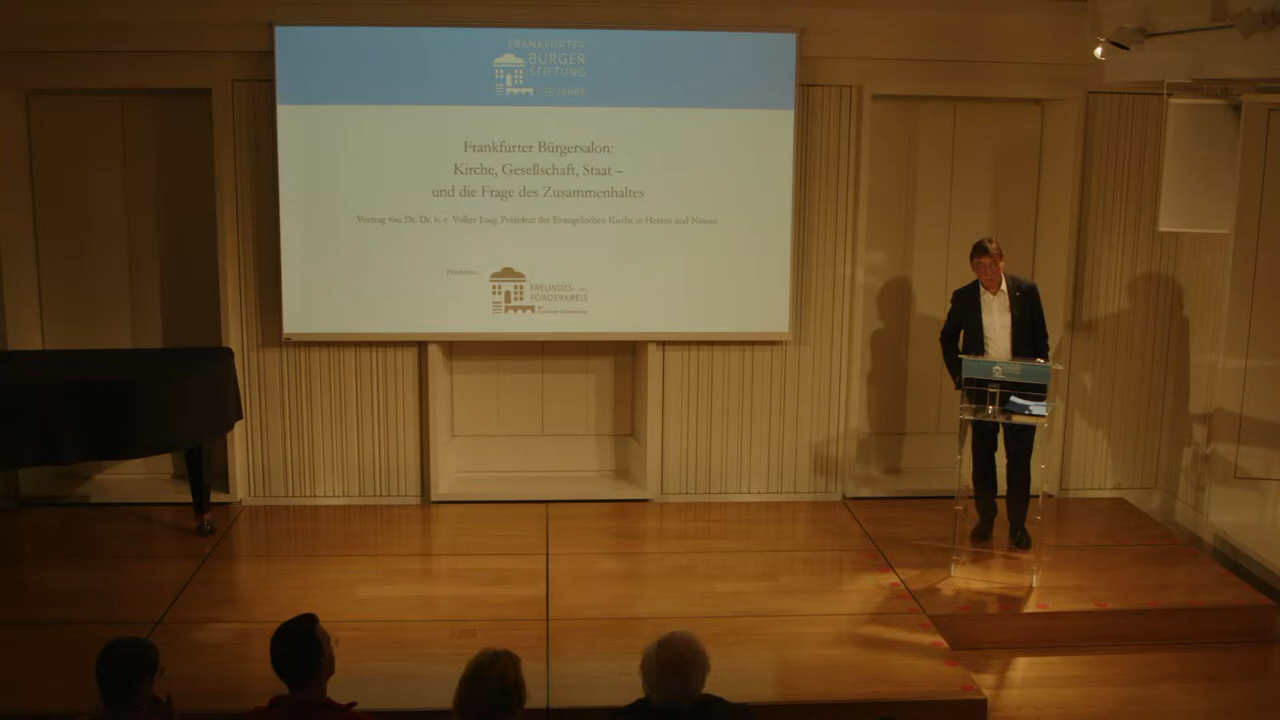 FRANKFURTER
BÜRGER
STIFTUNG
JAHRE
Frankfurter Bürgersalon:
Kirche, Gesellschaft, Staat –
und die Frage des Zusammenhaltes
Vortrag von Dr. Dr. h. c. Volker Jung, Präsident der Evangelischen Kirche in Hessen und Nassau
FREUNDES-
FÖRDERKREIS